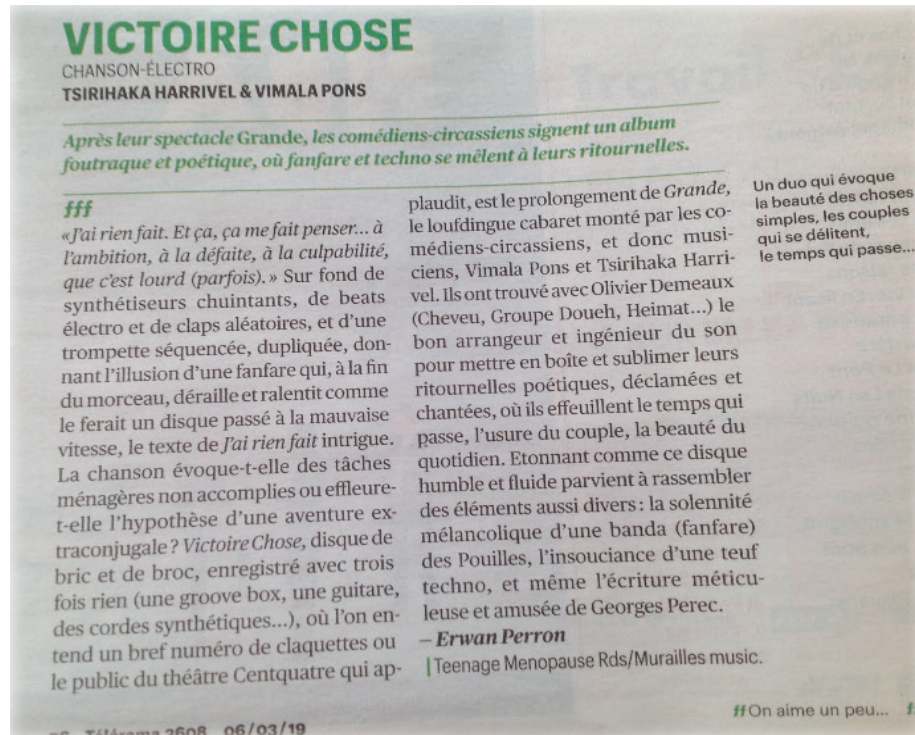 VICTOIRE CHOSE
CHANSON-ÉLECTRO
TSIRIHAKA HARRIVEL & VIMALA PONS
Après leur spectacle Grande, les comédiens-circassiens signent un album
foutraque et poétique, où fanfare et techno se mêlent à leurs ritournelles.
fff
«J'ai rien fait. Et ça, ça me fait penser... à
l'ambition, à la défaite, à la culpabilité,
que c'est lourd (parfois).» Sur fond de
synthétiseurs chuintants, de beats
électro et de claps aléatoires, et d'une
trompette séquencée, dupliquée, don-
nant l'illusion d'une fanfare qui, à la fin
du morceau, déraille et ralentit comme
le ferait un disque passé à la mauvaise
vitesse, le texte de J'ai rien fait intrigue.
La chanson évoque-t-elle des tâches
ménagères non accomplies ou effleure-
t-elle l'hypothèse d'une aventure ex-
traconjugale? Victoire Chose, disque de
bric et de broc, enregistré avec trois
fois rien (une groove box, une guitare,
des cordes synthétiques...), où l'on en-
tend un bref numéro de claquettes ou
le public du théâtre Centquatre qui ap-
plaudit, est le prolongement de Grande,
le loufdingue cabaret monté par les co-
médiens-circassiens, et donc musi-
ciens, Vimala Pons et Tsirihaka Harri-
vel. Ils ont trouvé avec Olivier Demeaux
(Cheveu, Groupe Doueh, Heimat...) le
bon arrangeur et ingénieur du son
pour mettre en boîte et sublimer leurs
ritournelles poétiques, déclamées et
chantées, où ils effeuillent le temps qui
passe, l'usure du couple, la beauté du
quotidien. Etonnant comme ce disque
humble et fluide parvient à rassembler
des éléments aussi divers: la solennité
mélancolique d'une banda (fanfare)
des Pouilles, l'insouciance d'une teuf
techno, et même l'écriture méticu-
leuse et amusée de Georges Perec.
– Erwan Perron
| Teenage Menopause Rds/Murailles music.
Un duo qui évoque
la beauté des choses
simples, les couples
qui se délitent,
le temps qui passe...
ff On aime un peu...
Télérama 3608 06/03/19